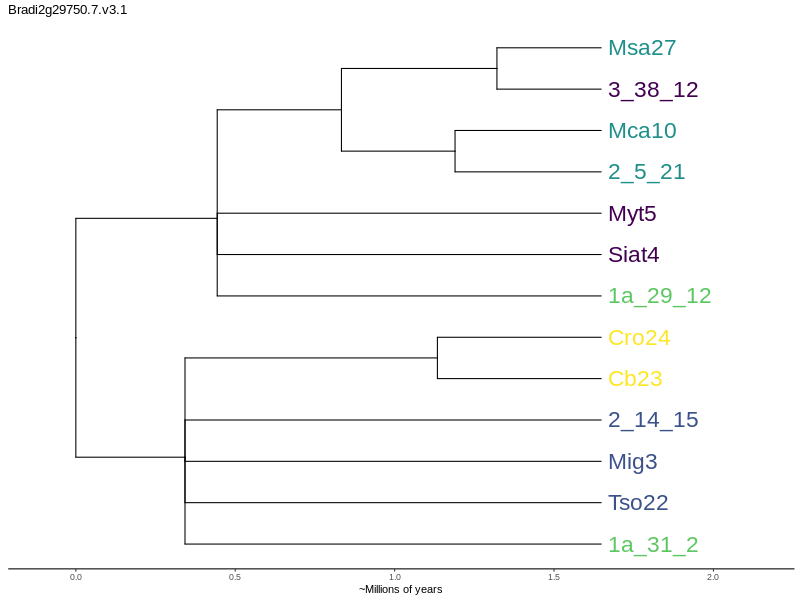 Bradi2g29750.7.v3.1
Msa27
3_38_12
Mca10
2_5_21
Myt5
Siat4
1a_29_12
Cro24
Cb23
2_14_15
Mig3
Tso22
1a_31_2
0.0 0.5 1.0 1.5 2.0
~Millions of years